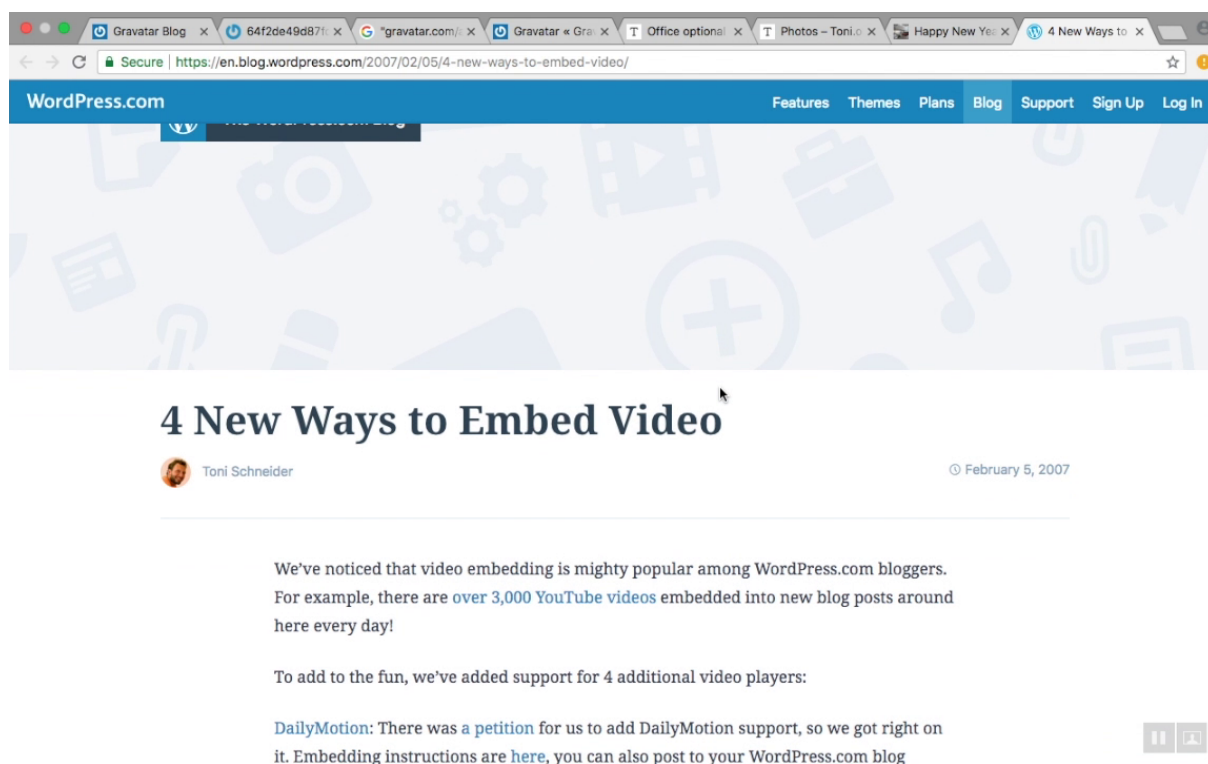 Gravatar Blog
64f2de49d87f
"gravatar.com/
Gravatar « Gra
Office optional
Photos – Toni.o
Happy New Yea
4 New Ways to
Secure | https://en.blog.wordpress.com/2007/02/05/4-new-ways-to-embed-video/
WordPress.com
Features Themes Plans Blog Support Sign Up Log In
4 New Ways to Embed Video
Toni Schneider
February 5, 2007
We’ve noticed that video embedding is mighty popular among WordPress.com bloggers.
For example, there are over 3,000 YouTube videos embedded into new blog posts around
here every day!
To add to the fun, we’ve added support for 4 additional video players:
DailyMotion: There was a petition for us to add DailyMotion support, so we got right on
it. Embedding instructions are here, you can also post to your WordPress.com blog